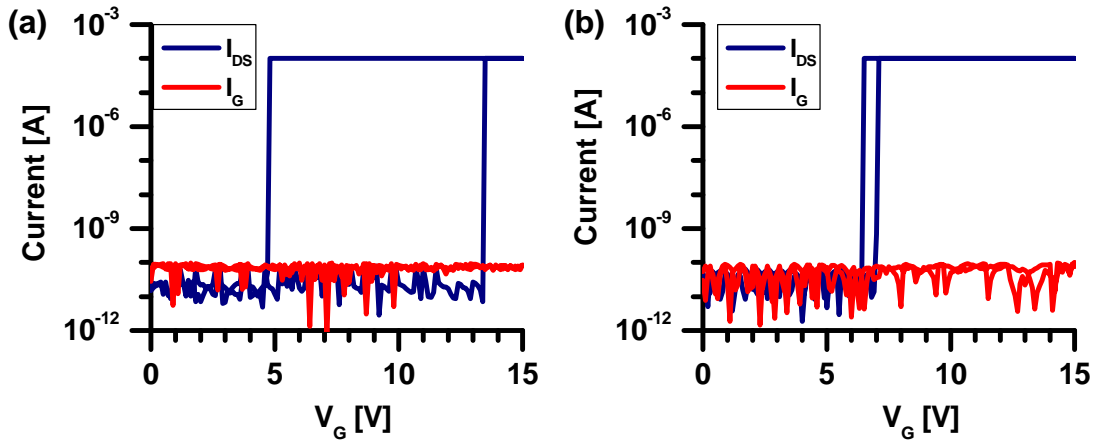 (a)
I_DS
I_G
Current [A]
10^-3
10^-6
10^-9
10^-12
0 5 10 15
V_G [V]
(b)
I_DS
I_G
Current [A]
10^-3
10^-6
10^-9
10^-12
0 5 10 15
V_G [V]